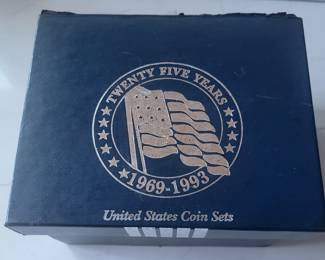 TWENTY FIVE YEARS
1969-1993
United States Coin Sets